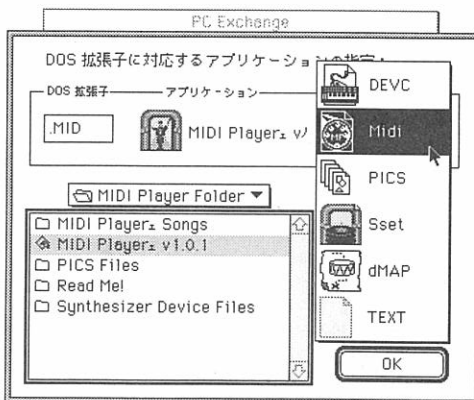 PC Exchange
DOS 拡張子に対応するアプリケーションの指定:
DOS 拡張子
アプリケーション
.MID
MIDI Player
MIDI Player Folder
MIDI Player Songs
MIDI Player v1.0.1
PICS Files
Read Me!
Synthesizer Device Files
DEVC
Midi
PICS
Sset
dMAP
TEXT
OK